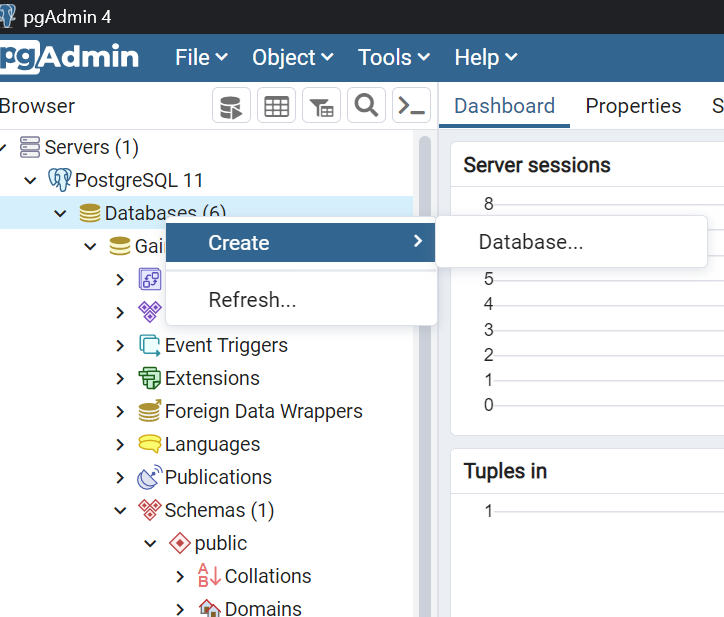 pgAdmin 4
pgAdmin File Object Tools Help
Browser
Dashboard Properties S
Servers (1)
PostgreSQL 11
Databases (6)
Gai
Create
Refresh...
Database...
Event Triggers
Extensions
Foreign Data Wrappers
Languages
Publications
Schemas (1)
public
Collations
Domains
Server sessions
8
5
4
3
2
1
0
Tuples in
1